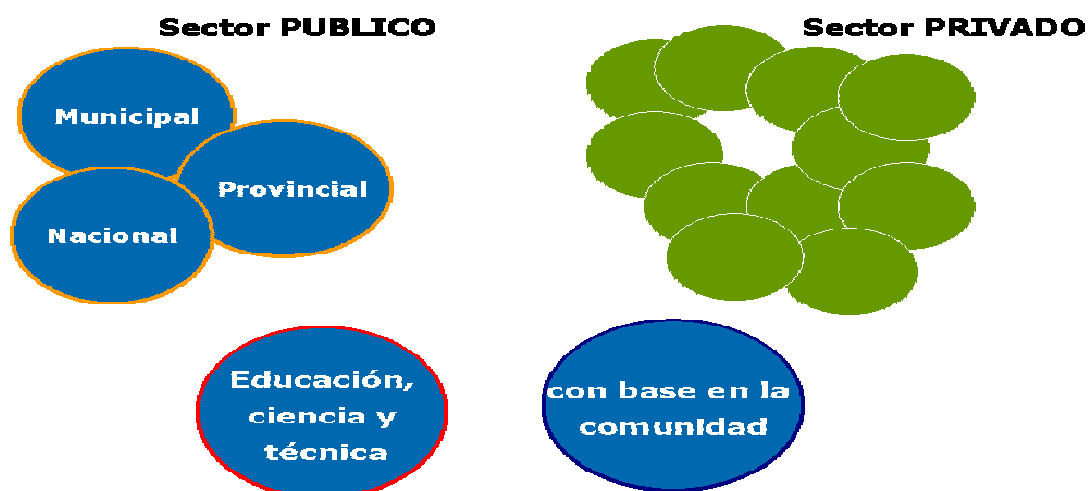 Sector PUBLICO
Sector PRIVADO
Municipal
Provincial
Nacional
Educación,
ciencia y
técnica
con base en la
comunidad